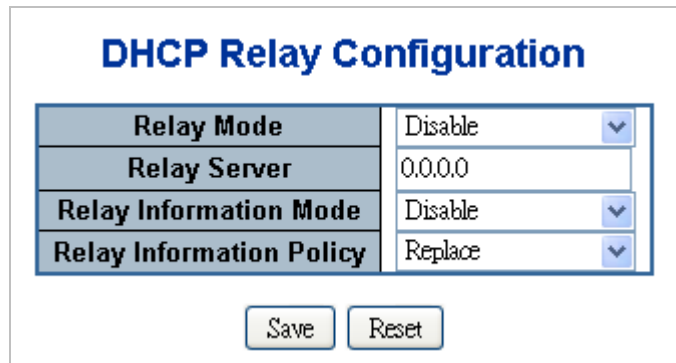 DHCP Relay Configuration
Relay Mode Disable
Relay Server 0.0.0.0
Relay Information Mode Disable
Relay Information Policy Replace
Save Reset